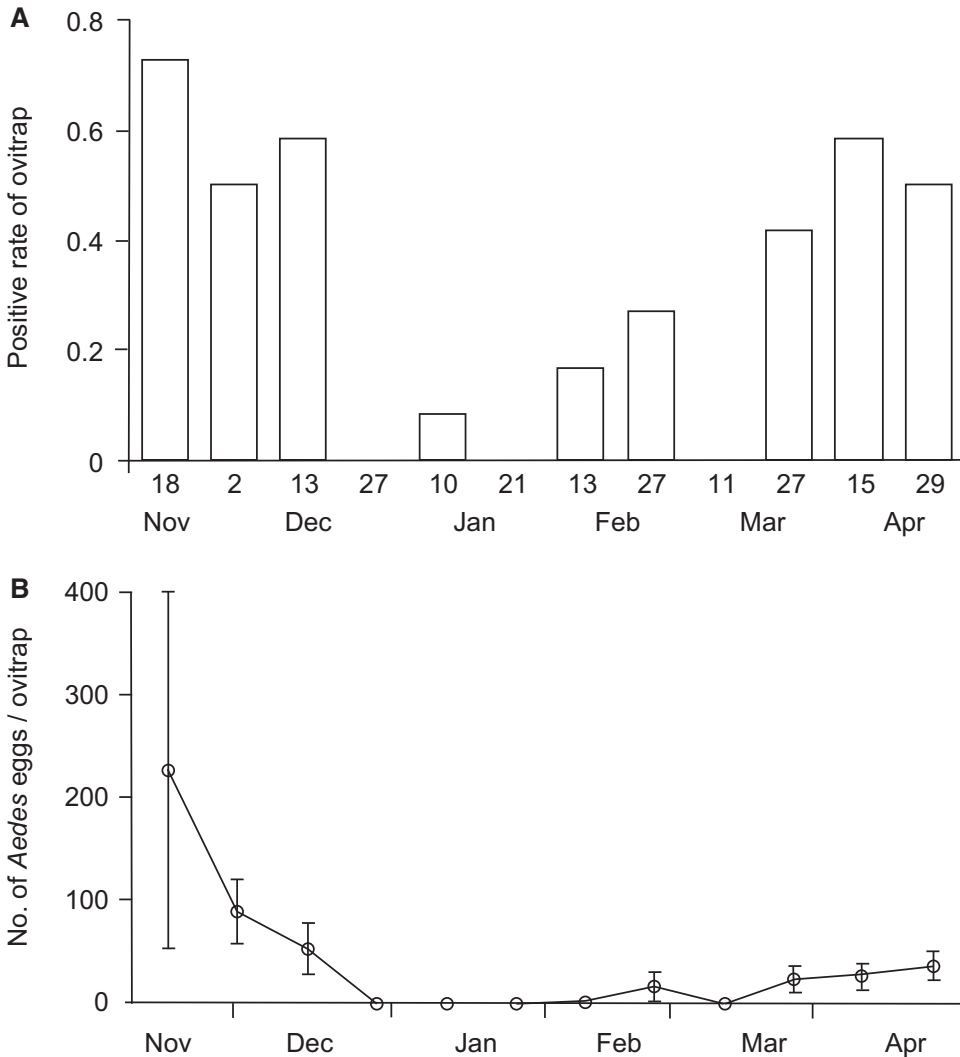 A
Positive rate of ovitrap
0.8
0.6
0.4
0.2
0
18 2 13 27 10 21 13 27 11 27 15 29
Nov Dec Jan Feb Mar Apr
B
No. of Aedes eggs / ovitrap
400
300
200
100
0
Nov Dec Jan Feb Mar Apr